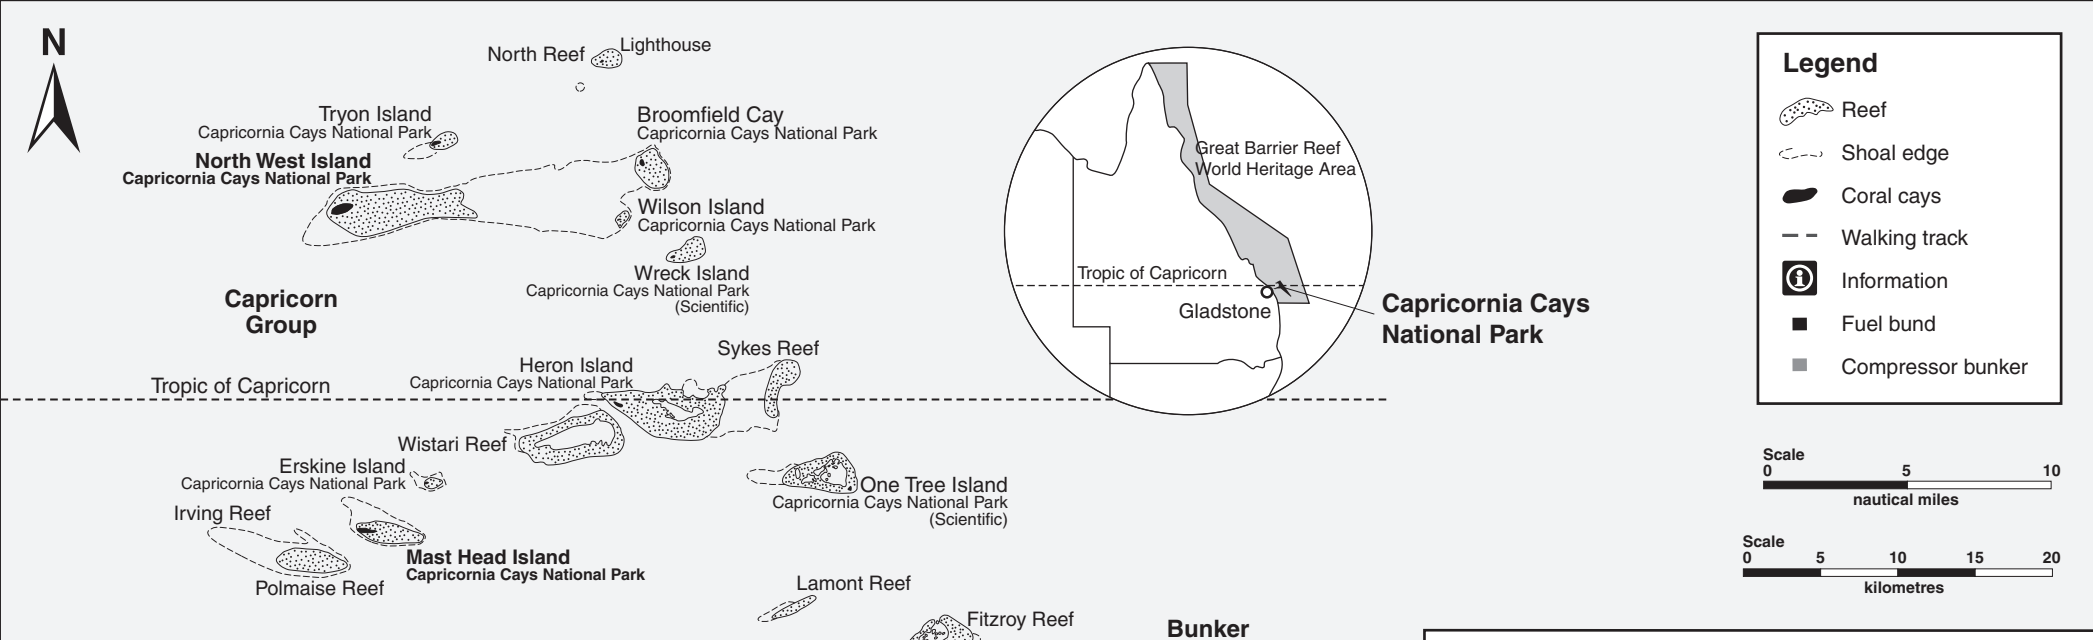 N
North Reef
Lighthouse
Tryon Island
Capricornia Cays National Park
Broomfield Cay
Capricornia Cays National Park
North West Island
Capricornia Cays National Park
Wilson Island
Capricornia Cays National Park
Wreck Island
Capricornia Cays National Park
(Scientific)
Capricorn
Group
Sykes Reef
Heron Island
Capricornia Cays National Park
Tropic of Capricorn
Wistari Reef
Erskine Island
Capricornia Cays National Park
One Tree Island
Capricornia Cays National Park
(Scientific)
Irving Reef
Mast Head Island
Capricornia Cays National Park
Polmaise Reef
Lamont Reef
Fitzroy Reef
Bunker
Great Barrier Reef
World Heritage Area
Tropic of Capricorn
Gladstone
Capricornia Cays
National Park
Legend
Reef
Shoal edge
Coral cays
Walking track
Information
Fuel bund
Compressor bunker
Scale
0 5 10
nautical miles
Scale
0 5 10 15 20
kilometres